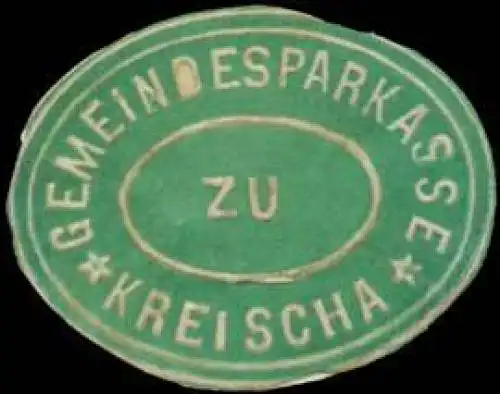 GEMEINDESPARKASSE
ZU
★ KREISCHA ★